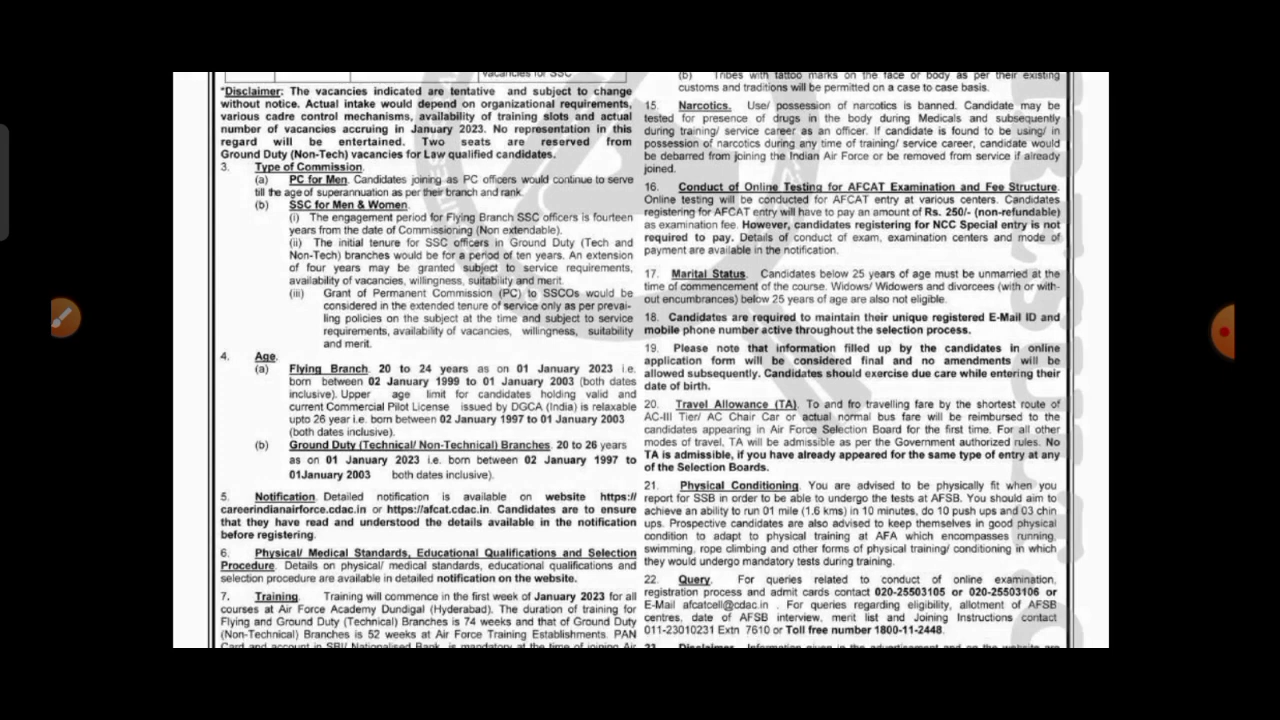 vacancies for SSC
*Disclaimer: The vacancies indicated are tentative and subject to change
without notice. Actual intake would depend on organizational requirements,
various cadre control mechanisms, availability of training slots and actual
number of vacancies accruing in January 2023. No representation in this
regard will be entertained. Two seats are reserved from
Ground Duty (Non-Tech) vacancies for Law qualified candidates.
3. Type of Commission.
(a) PC for Men. Candidates joining as PC officers would continue to serve
till the age of superannuation as per their branch and rank.
(b) SSC for Men & Women.
(i) The engagement period for Flying Branch SSC officers is fourteen
years from the date of Commissioning (Non extendable).
(ii) The initial tenure for SSC officers in Ground Duty (Tech and
Non-Tech) branches would be for a period of ten years. An extension
of four years may be granted subject to service requirements,
availability of vacancies, willingness, suitability and merit.
(iii) Grant of Permanent Commission (PC) to SSCOs would be
considered in the extended tenure of service only as per prevai-
ling policies on the subject at the time and subject to service
requirements, availability of vacancies, willingness, suitability
and merit.
4. Age.
(a) Flying Branch. 20 to 24 years as on 01 January 2023 i.e.
born between 02 January 1999 to 01 January 2003 (both dates
inclusive). Upper age limit for candidates holding valid and
current Commercial Pilot License issued by DGCA (India) is relaxable
upto 26 year i.e. born between 02 January 1997 to 01 January 2003
(both dates inclusive).
(b) Ground Duty (Technical/ Non-Technical) Branches. 20 to 26 years
as on 01 January 2023 i.e. born between 02 January 1997 to
01January 2003 both dates inclusive).
5. Notification. Detailed notification is available on website https://
careerindianairforce.cdac.in or https://afcat.cdac.in. Candidates are to ensure
that they have read and understood the details available in the notification
before registering.
6. Physical/ Medical Standards, Educational Qualifications and Selection
Procedure. Details on physical/ medical standards, educational qualifications and
selection procedure are available in detailed notification on the website.
7. Training. Training will commence in the first week of January 2023 for all
courses at Air Force Academy Dundigal (Hyderabad). The duration of training for
Flying and Ground Duty (Technical) Branches is 74 weeks and that of Ground Duty
(Non-Technical) Branches is 52 weeks at Air Force Training Establishments. PAN
Card and account in SBI/ Nationalised Bank is mandatory at the time of joining Air
(b) Tribes with tattoo marks on the face or body as per their existing
customs and traditions will be permitted on a case to case basis.
15. Narcotics. Use/ possession of narcotics is banned. Candidate may be
tested for presence of drugs in the body during Medicals and subsequently
during training/ service career as an officer. If candidate is found to be using/ in
possession of narcotics during any time of training/ service career, candidate would
be debarred from joining the Indian Air Force or be removed from service if already
joined.
16. Conduct of Online Testing for AFCAT Examination and Fee Structure.
Online testing will be conducted for AFCAT entry at various centers. Candidates
registering for AFCAT entry will have to pay an amount of Rs. 250/- (non-refundable)
as examination fee. However, candidates registering for NCC Special entry is not
required to pay. Details of conduct of exam, examination centers and mode of
payment are available in the notification.
17. Marital Status. Candidates below 25 years of age must be unmarried at the
time of commencement of the course. Widows/ Widowers and divorcees (with or with-
out encumbrances) below 25 years of age are also not eligible.
18. Candidates are required to maintain their unique registered E-Mail ID and
mobile phone number active throughout the selection process.
19. Please note that information filled up by the candidates in online
application form will be considered final and no amendments will be
allowed subsequently. Candidates should exercise due care while entering their
date of birth.
20. Travel Allowance (TA). To and fro travelling fare by the shortest route of
AC-III Tier/ AC Chair Car or actual normal bus fare will be reimbursed to the
candidates appearing in Air Force Selection Board for the first time. For all other
modes of travel, TA will be admissible as per the Government authorized rules. No
TA is admissible, if you have already appeared for the same type of entry at any
of the Selection Boards.
21. Physical Conditioning. You are advised to be physically fit when you
report for SSB in order to be able to undergo the tests at AFSB. You should aim to
achieve an ability to run 01 mile (1.6 kms) in 10 minutes, do 10 push ups and 03 chin
ups. Prospective candidates are also advised to keep themselves in good physical
condition to adapt to physical training at AFA which encompasses running,
swimming, rope climbing and other forms of physical training/ conditioning in which
they would undergo mandatory tests during training.
22. Query. For queries related to conduct of online examination,
registration process and admit cards contact 020-25503105 or 020-25503106 or
E-Mail afcatcell@cdac.in . For queries regarding eligibility, allotment of AFSB
centres, date of AFSB interview, merit list and Joining Instructions contact
011-23010231 Extn 7610 or Toll free number 1800-11-2448.
23. Disclaimer. Information given in the advertisement and on the website are